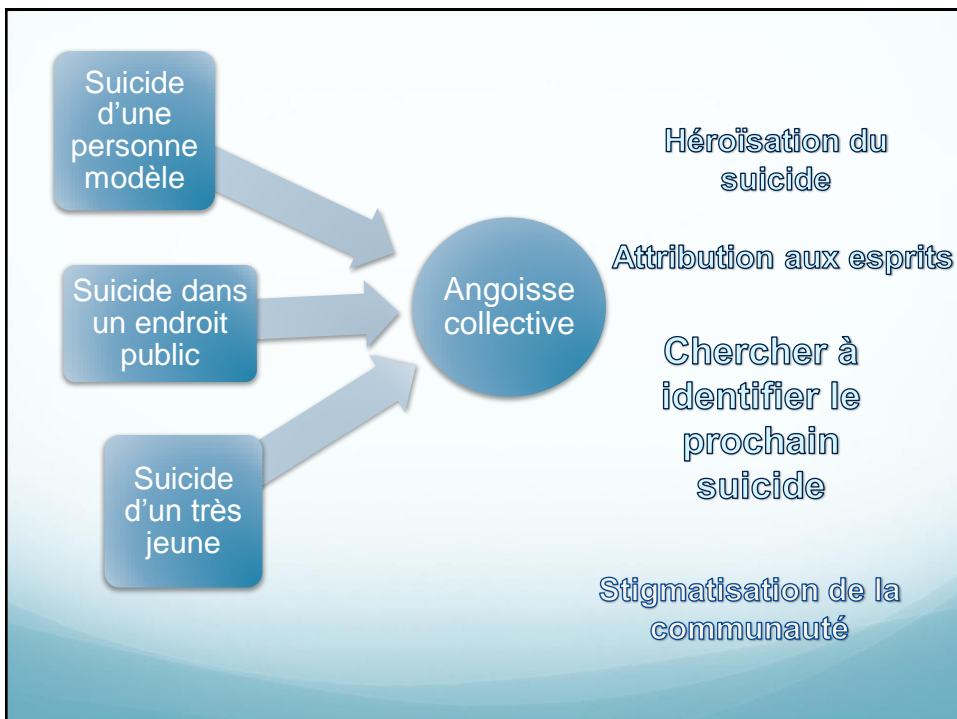 Suicide
d’une
personne
modèle
Suicide dans
un endroit
public
Suicide
d’un très
jeune
Angoisse
collective
Héroïsation du
suicide
Attribution aux esprits
Chercher à
identifier le
prochain
suicide
Stigmatisation de la
communauté